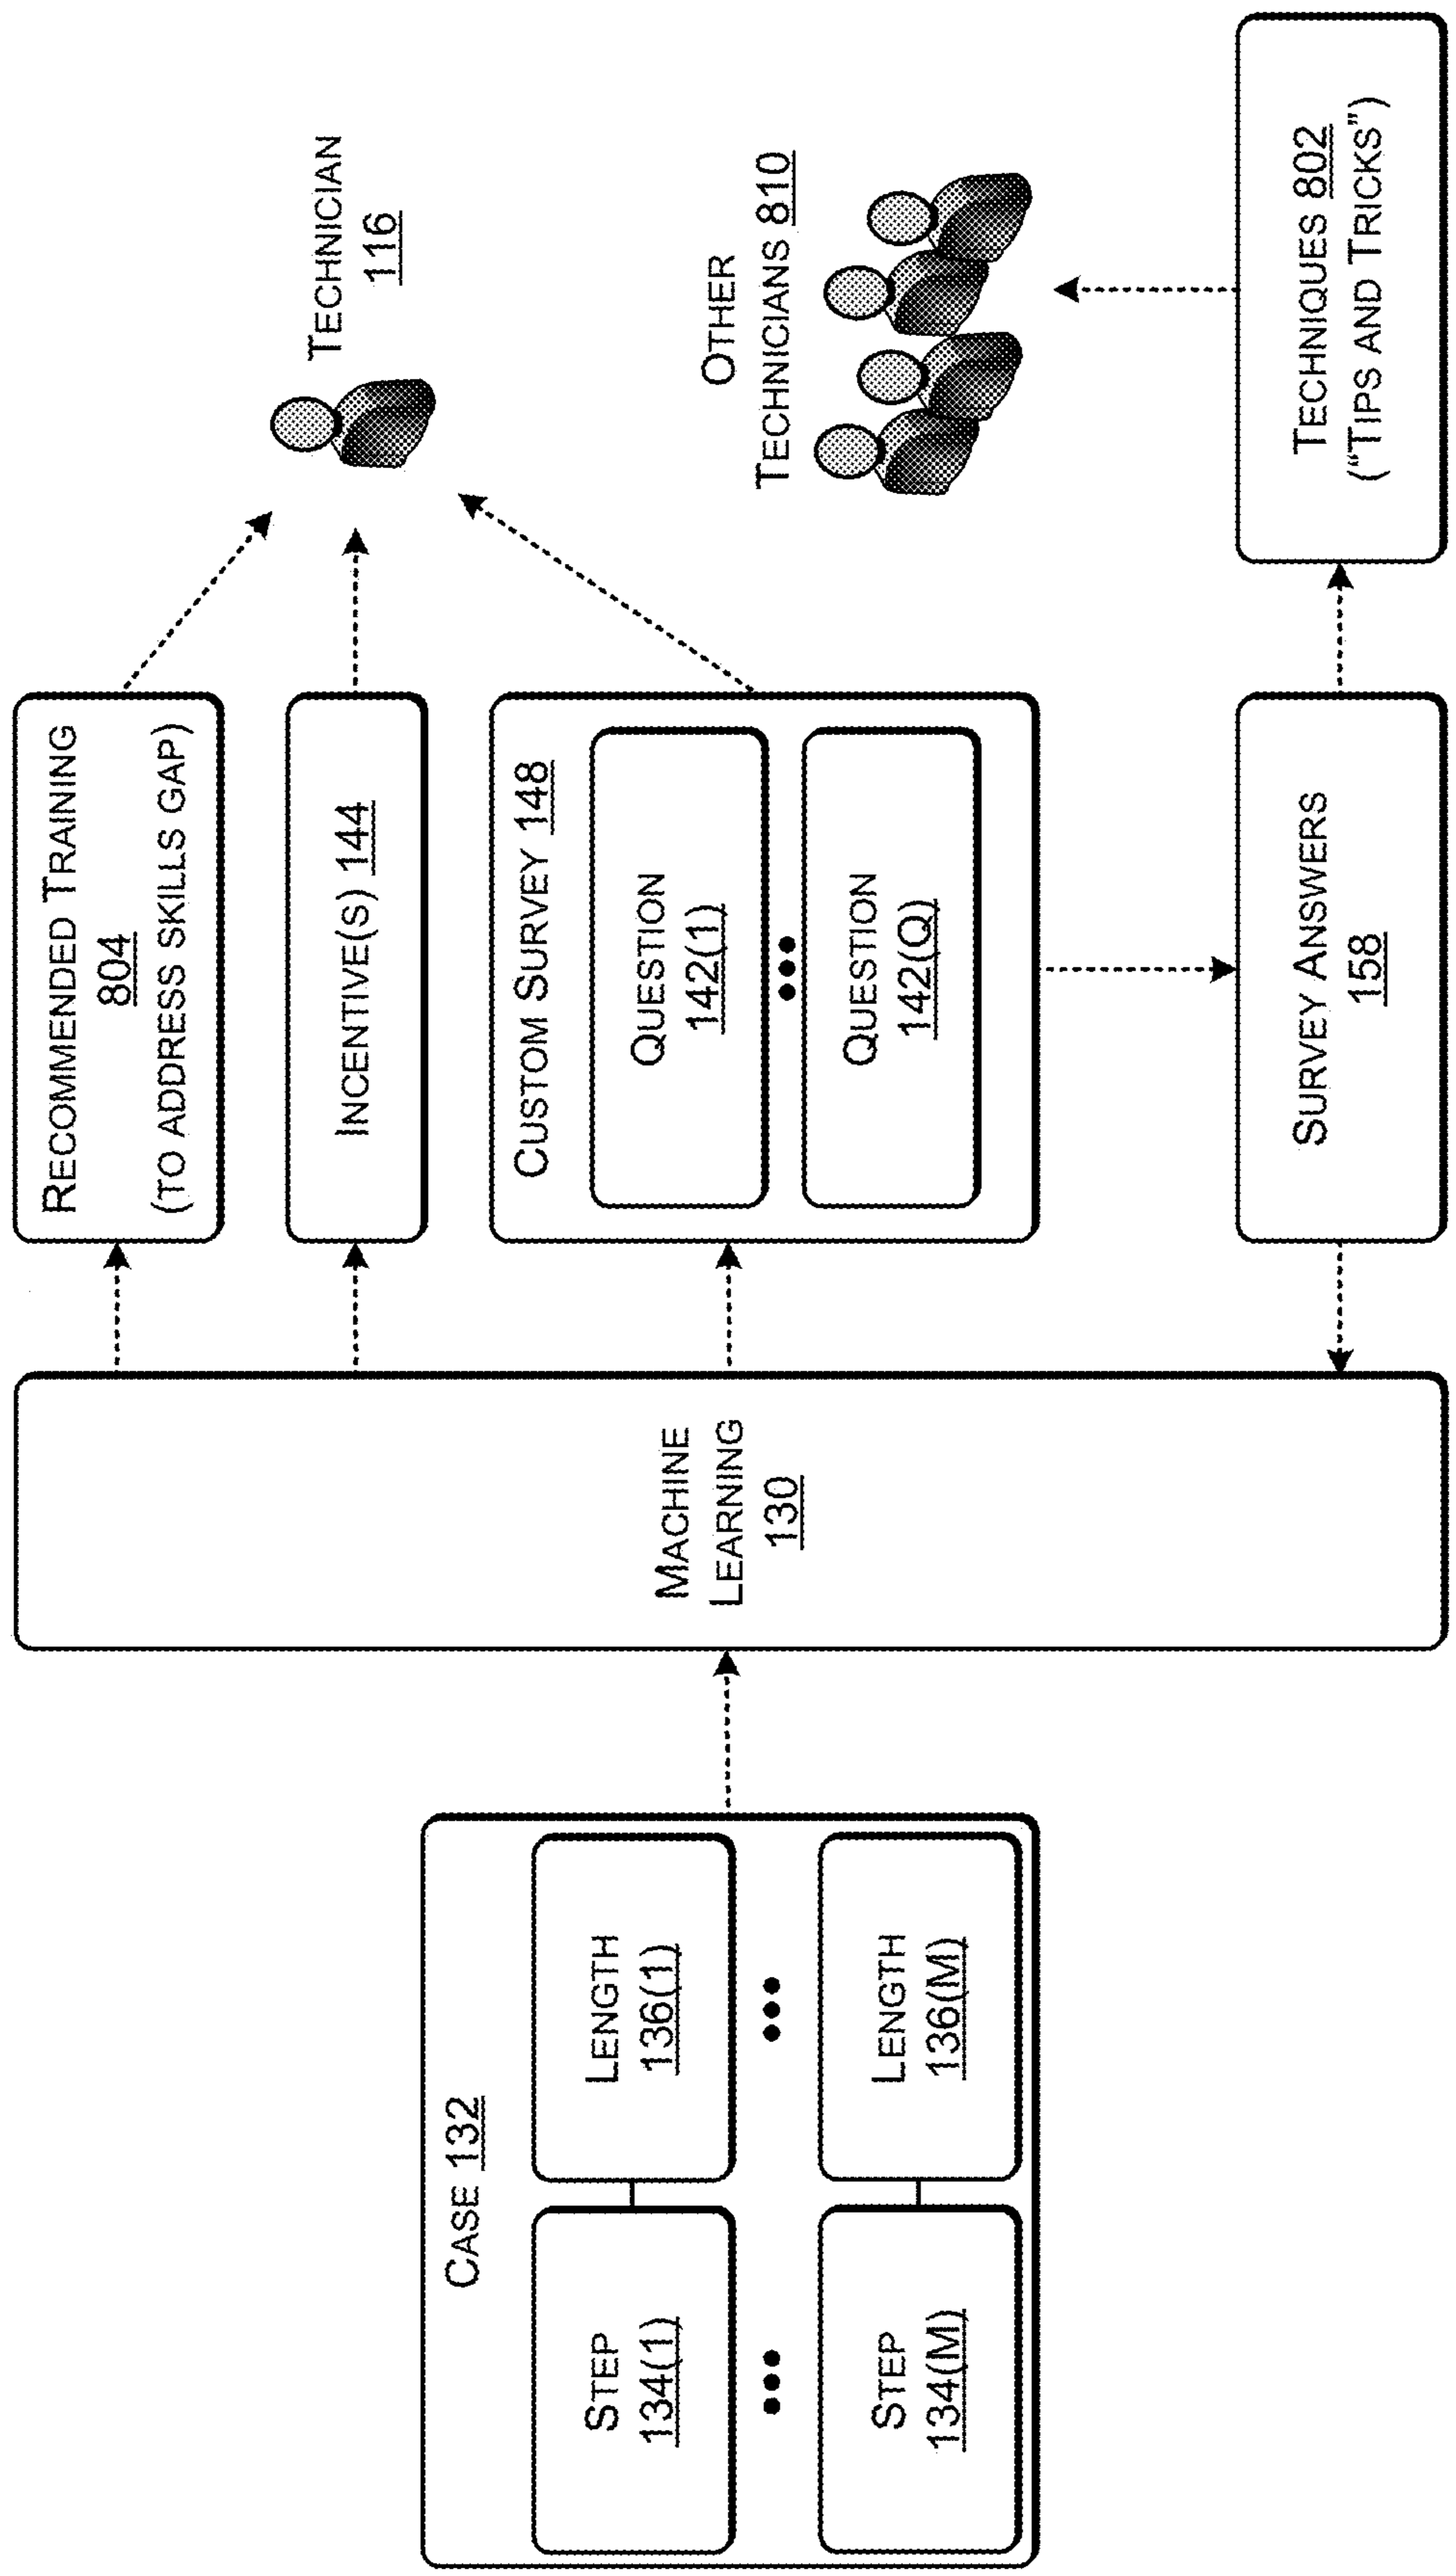 CASE 132
STEP
134(1)
LENGTH
136(1)
STEP
134(M)
LENGTH
136(M)
MACHINE
LEARNING
130
RECOMMENDED TRAINING
804
(TO ADDRESS SKILLS GAP)
INCENTIVE(S) 144
CUSTOM SURVEY 148
QUESTION
142(1)
QUESTION
142(Q)
SURVEY ANSWERS
158
TECHNICIAN
116
OTHER
TECHNICIANS 810
TECHNIQUES 802
(“TIPS AND TRICKS”)